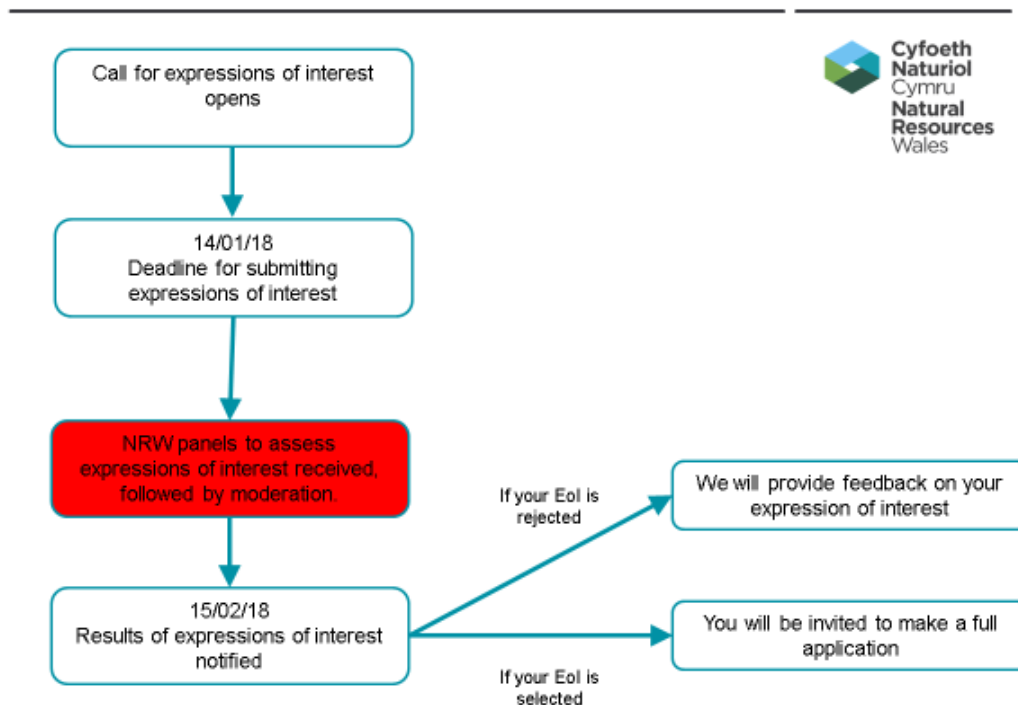 Call for expressions of interest
opens
Cyfoeth
Naturiol
Cymru
Natural
Resources
Wales
14/01/18
Deadline for submitting
expressions of interest
NRW panels to assess
expressions of interest received,
followed by moderation.
If your EoI is
rejected
We will provide feedback on your
expression of interest
15/02/18
Results of expressions of interest
notified
You will be invited to make a full
application
If your EoI is
selected